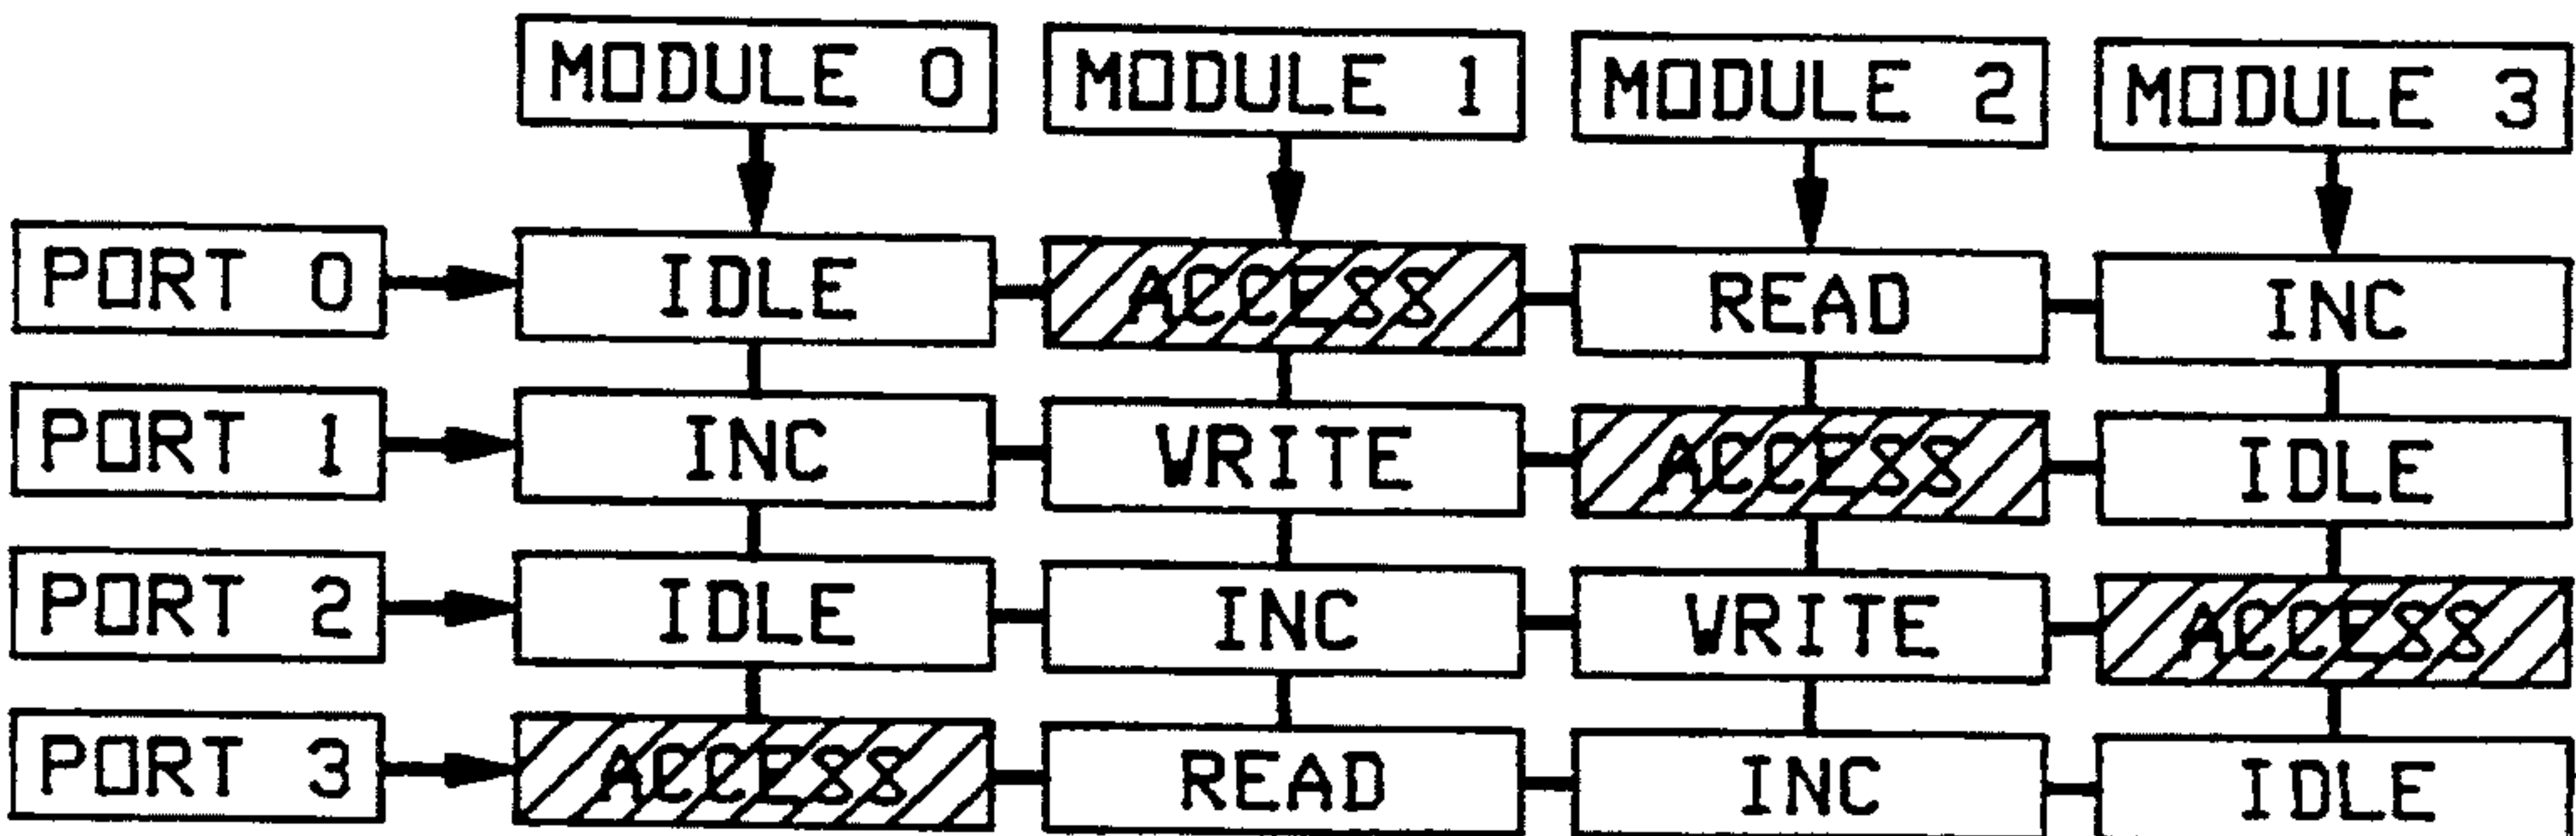 MODULE 0 MODULE 1 MODULE 2 MODULE 3
PORT 0 IDLE ACCESS READ INC
PORT 1 INC WRITE ACCESS IDLE
PORT 2 IDLE INC WRITE ACCESS
PORT 3 ACCESS READ INC IDLE